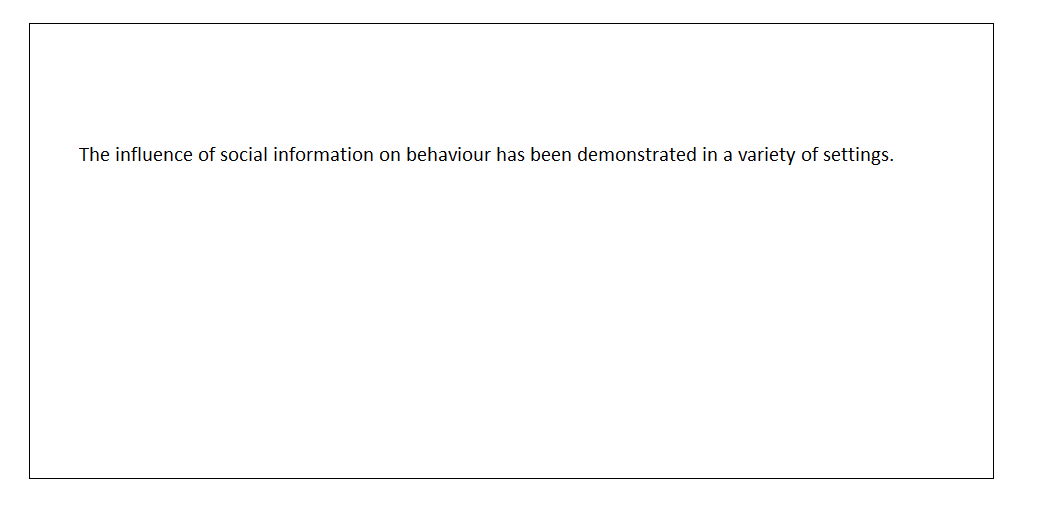 The influence of social information on behaviour has been demonstrated in a variety of settings.